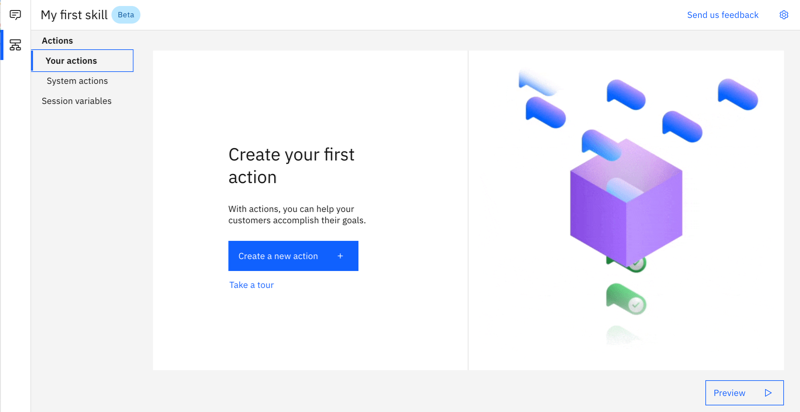 My first skill Beta
Send us feedback
Actions
Your actions
System actions
Session variables
Create your first
action
With actions, you can help your
customers accomplish their goals.
Create a new action +
Take a tour
Preview